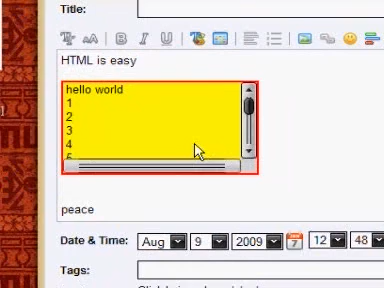 Title:
B I U
HTML is easy
hello world
1
2
3
4
5
peace
Date & Time: Aug 9 2009 12 48
Tags: